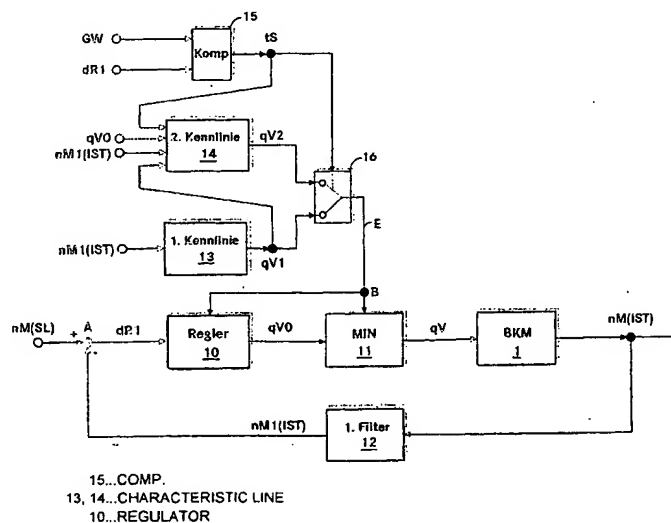 15
GW
tS
Komp
dR1
qV0
2. Kennlinie
qV2
nM1(IST)
14
16
1. Kennlinie
nM1(IST)
13
qV1
E
B
nM(SL)
+
A
dR1
Regler
qV0
MIN
qV
BKM
nM(IST)
-
10
11
1
nM1(IST)
1. Filter
12
15...COMP.
13, 14...CHARACTERISTIC LINE
10...REGULATOR